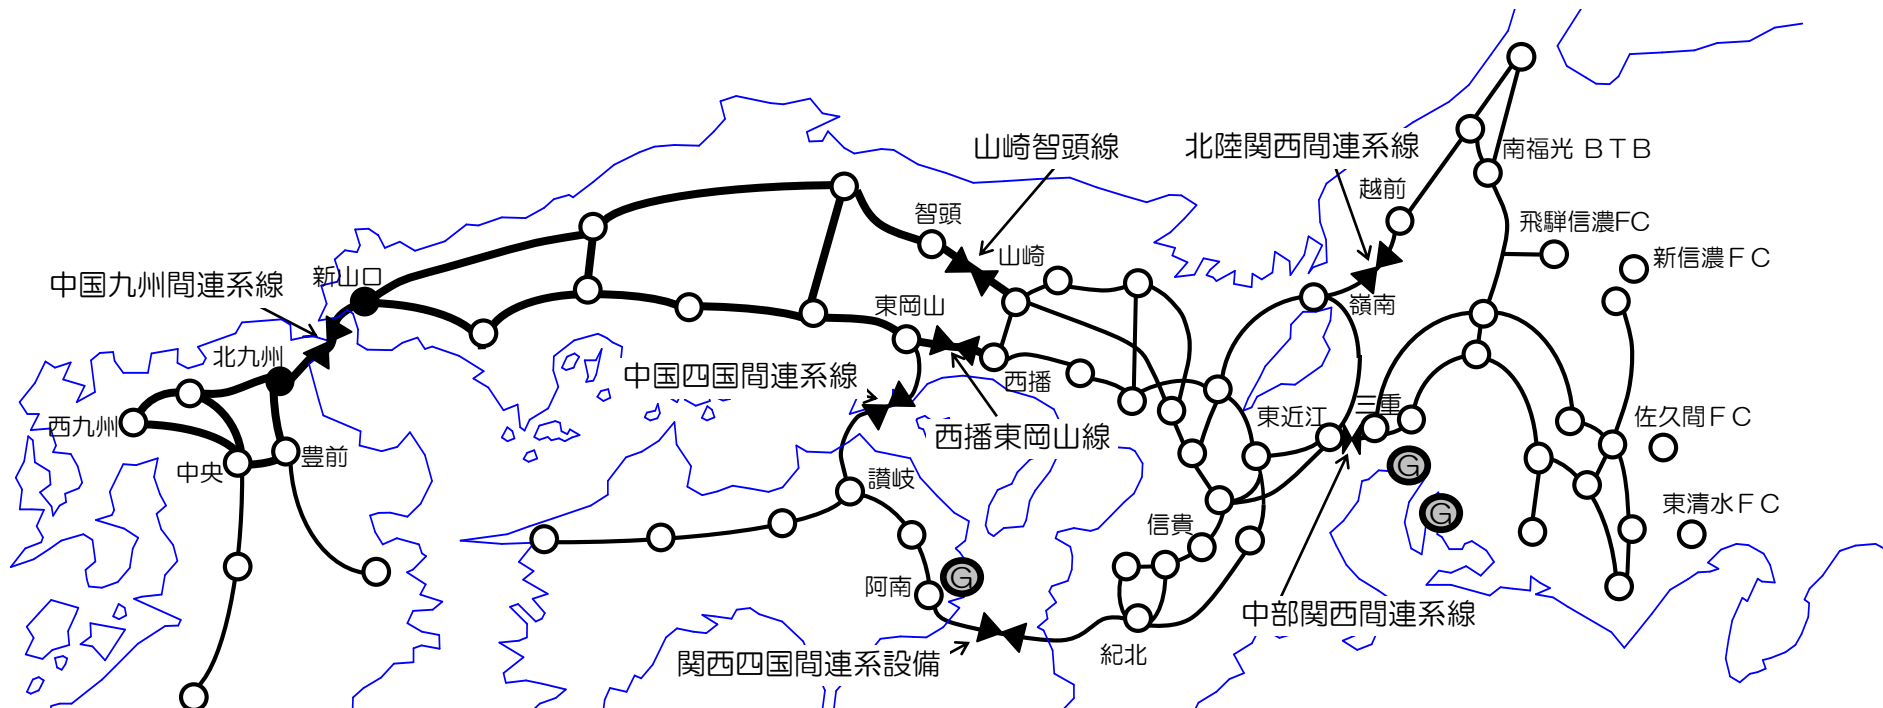 山崎智頭線
北陸関西間連系線
南福光ＢＴＢ
越前
智頭
飛騨信濃FC
山崎
新信濃ＦＣ
中国九州間連系線
新山口
東岡山
嶺南
北九州
中国四国間連系線
西播
三重
東近江
佐久間ＦＣ
西九州
西播東岡山線
豊前
中央
G
讃岐
東清水ＦＣ
G
信貴
G
阿南
中部関西間連系線
紀北
関西四国間連系設備